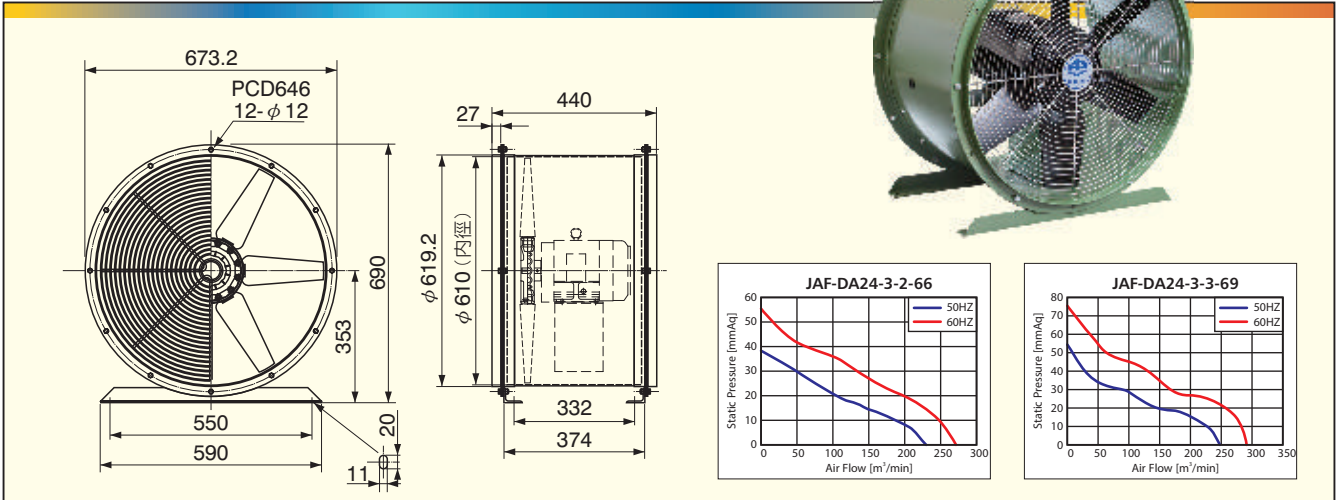 673.2
PCD646
12-φ12
690
353
550
590
20
11
440
27
φ619.2
φ610 (内徑)
332
374
JAF-DA24-3-2-66
50HZ
60HZ
Static Pressure [mmAq]
60
50
40
30
20
10
0
0 50 100 150 200 250 300
Air Flow [m³/min]
JAF-DA24-3-3-69
50HZ
60HZ
Static Pressure [mmAq]
80
70
60
50
40
30
20
10
0
0 50 100 150 200 250 300 350
Air Flow [m³/min]